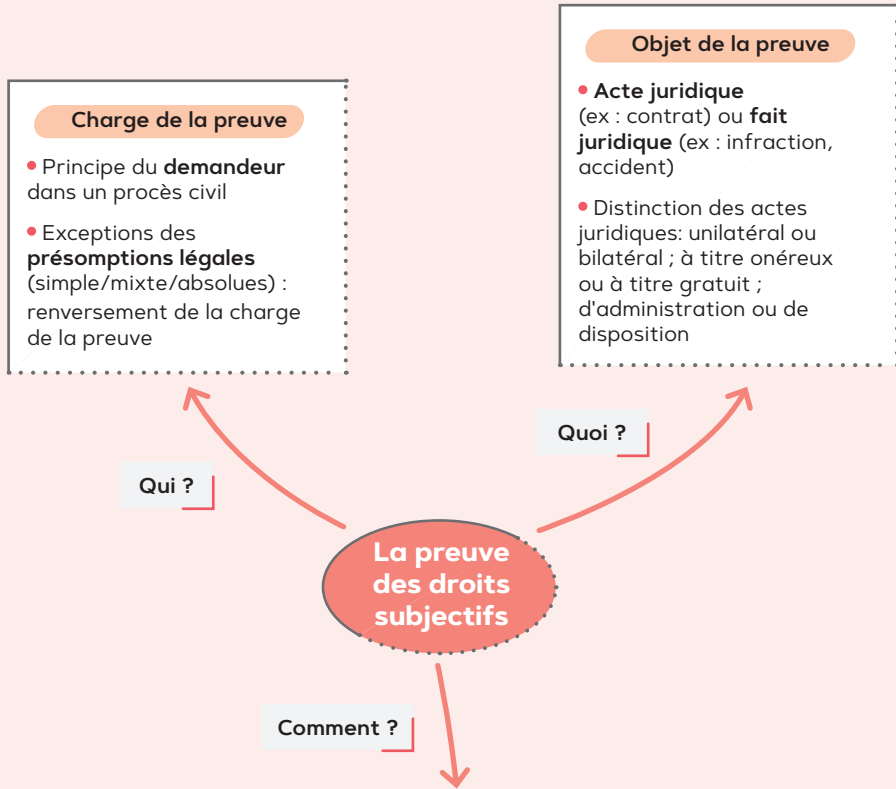 Charge de la preuve
• Principe du demandeur
dans un procès civil
• Exceptions des
présomptions légales
(simple/mixte/absolues) :
renversement de la charge
de la preuve
Objet de la preuve
• Acte juridique
(ex : contrat) ou fait
juridique (ex : infraction,
accident)
• Distinction des actes
juridiques: unilatéral ou
bilatéral ; à titre onéreux
ou à titre gratuit ;
d'administration ou de
disposition
Qui ?
Quoi ?
La preuve
des droits
subjectifs
Comment ?